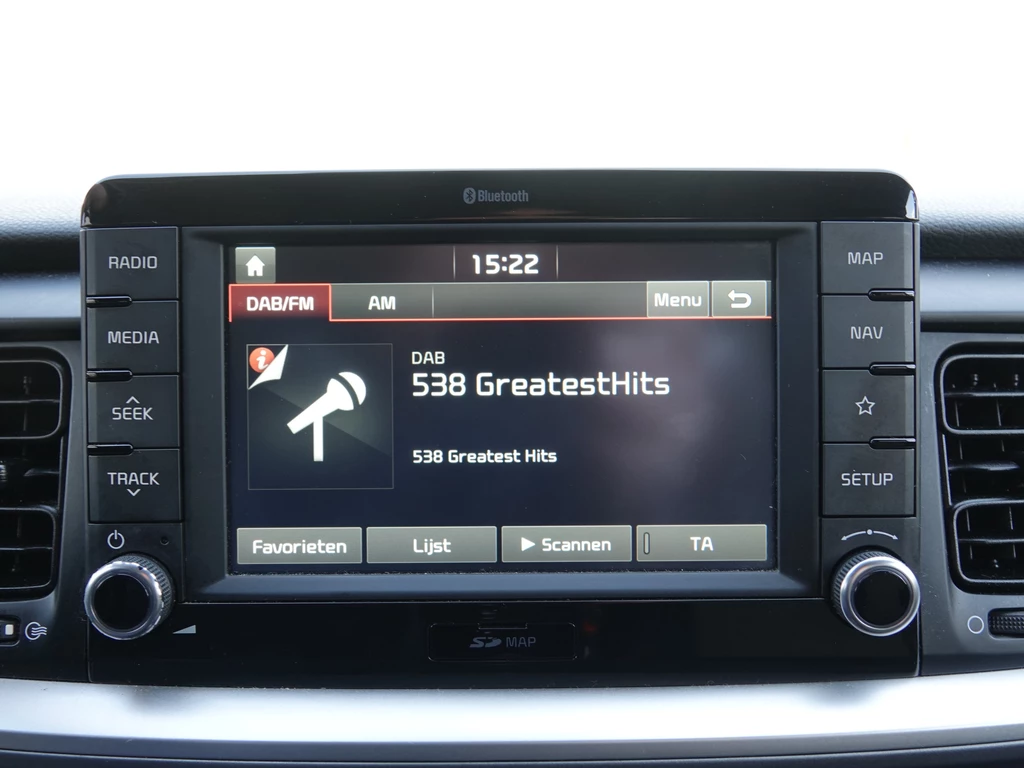 Bluetooth
RADIO
MEDIA
SEEK
TRACK
15:22
DAB/FM AM Menu
i
DAB
538 GreatestHits
538 Greatest Hits
Favorieten Lijst Scannen TA
MAP
NAV
SETUP
SD MAP